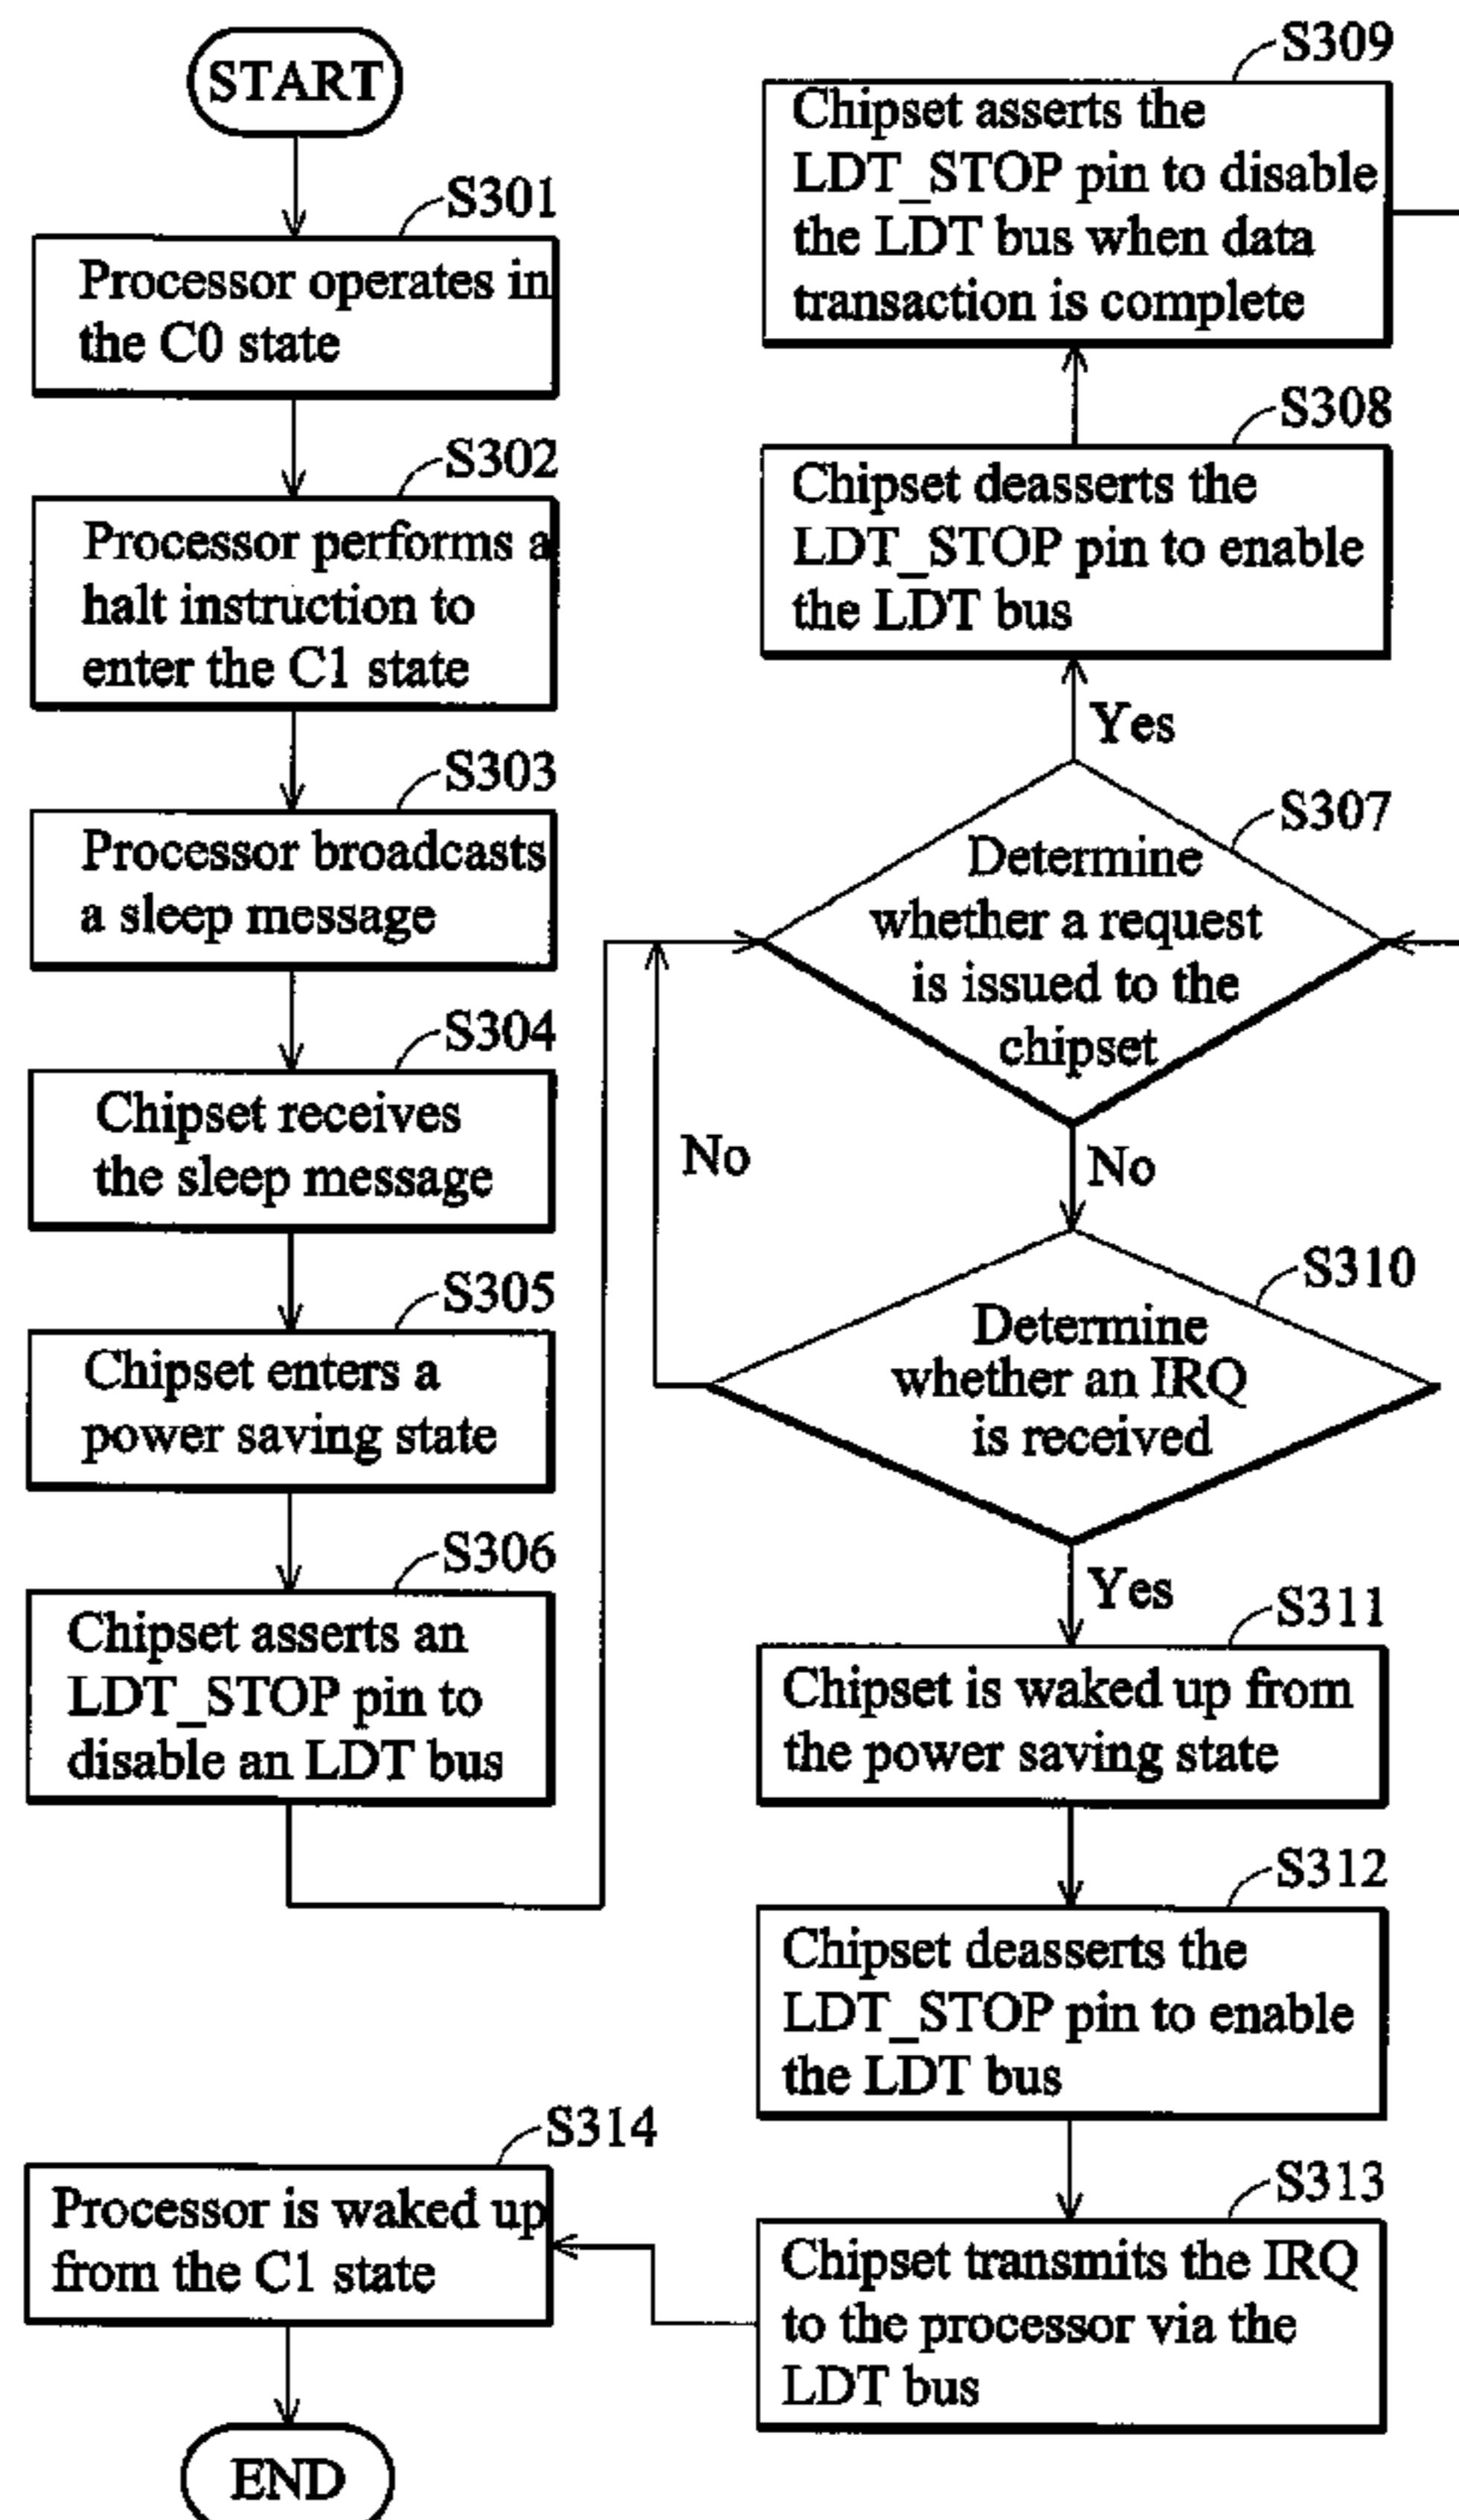 START
S301
Processor operates in
the C0 state
S302
Processor performs a
halt instruction to
enter the C1 state
S303
Processor broadcasts
a sleep message
S304
Chipset receives
the sleep message
S305
Chipset enters a
power saving state
S306
Chipset asserts an
LDT_STOP pin to
disable an LDT bus
S309
Chipset asserts the
LDT_STOP pin to disable
the LDT bus when data
transaction is complete
S308
Chipset deasserts the
LDT_STOP pin to enable
the LDT bus
Yes
S307
Determine
whether a request
is issued to the
chipset
No
No
S310
Determine
whether an IRQ
is received
Yes
S311
Chipset is waked up from
the power saving state
S312
Chipset deasserts the
LDT_STOP pin to enable
the LDT bus
S313
Chipset transmits the IRQ
to the processor via the
LDT bus
S314
Processor is waked up
from the C1 state
END